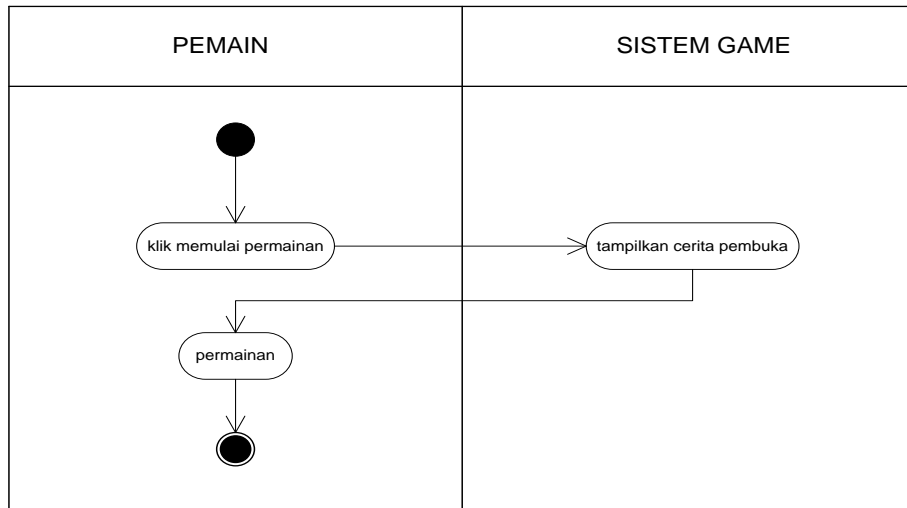 PEMAIN
SISTEM GAME
klik memulai permainan
tampilkan cerita pembuka
permainan